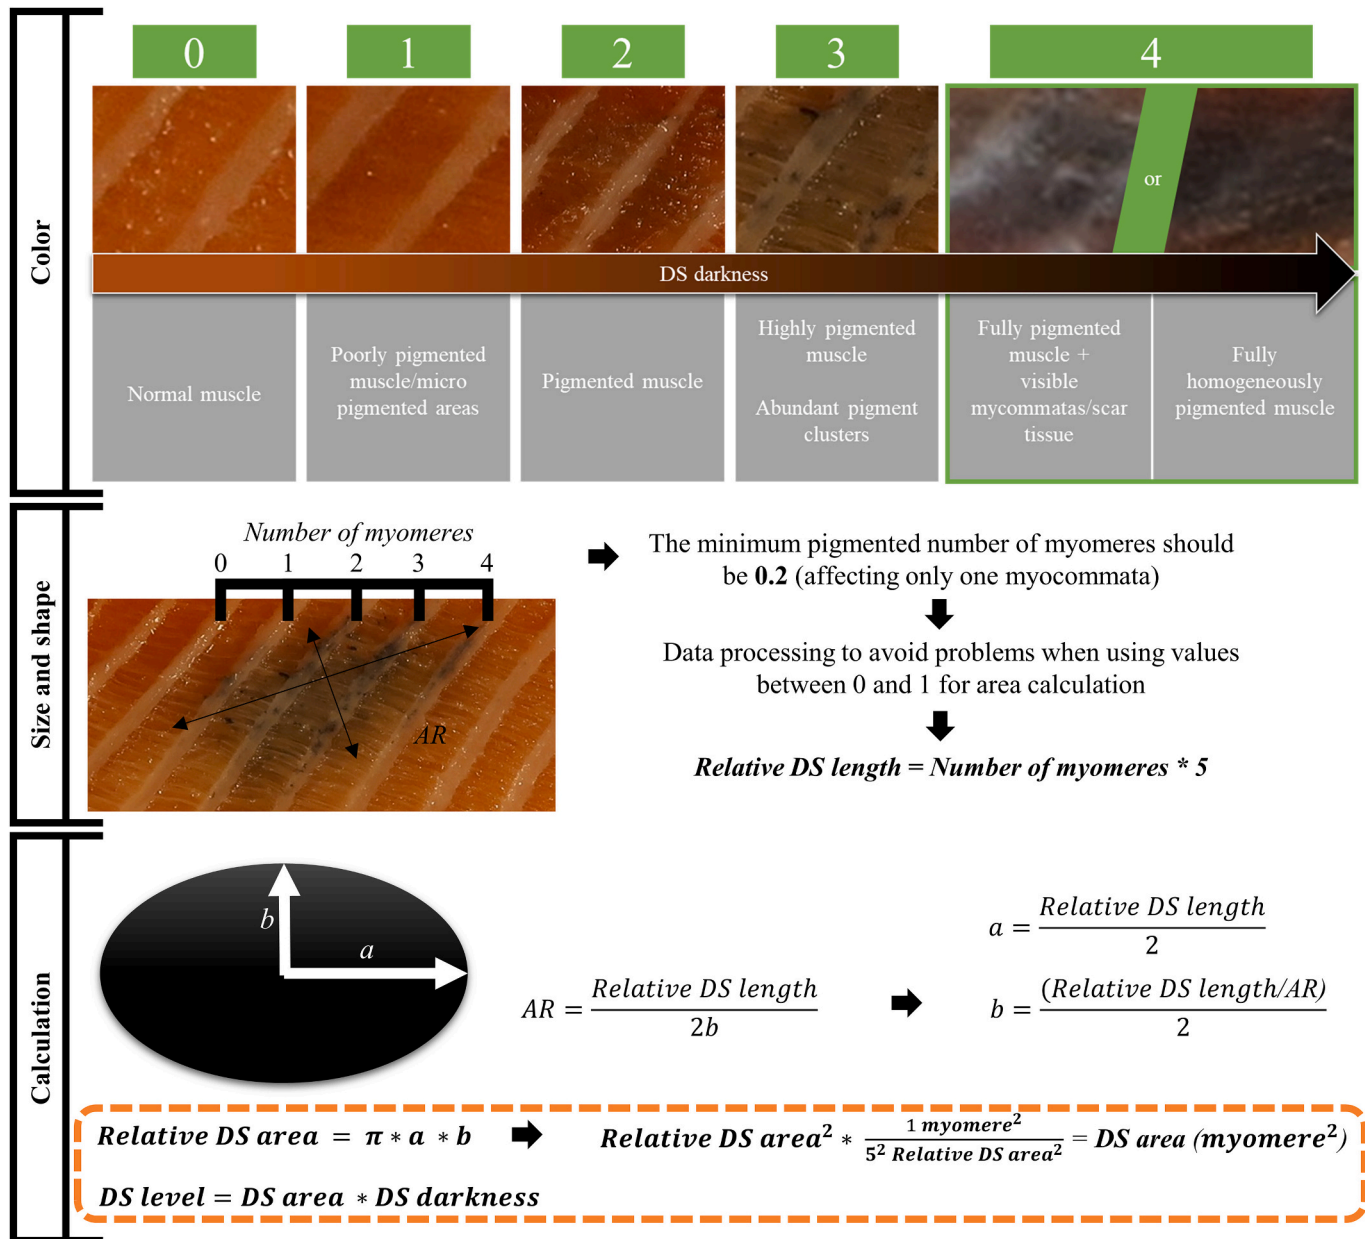 Color
0
1
2
3
4
or
DS darkness
Normal muscle
Poorly pigmented
muscle/micro
pigmented areas
Pigmented muscle
Highly pigmented
muscle
Abundant pigment
clusters
Fully pigmented
muscle +
visible
mycommatas/scar
tissue
Fully
homogeneously
pigmented muscle
Size and shape
Number of myomeres
0 1 2 3 4
AR
The minimum pigmented number of myomeres should
be 0.2 (affecting only one myocommata)
Data processing to avoid problems when using values
between 0 and 1 for area calculation
Relative DS length = Number of myomeres * 5
Calculation
b
a
AR = Relative DS length / 2b
a = Relative DS length / 2
b = (Relative DS length/AR) / 2
Relative DS area = π * a * b
Relative DS area² * 1 myomere² / 5² Relative DS area² = DS area (myomere²)
DS level = DS area * DS darkness